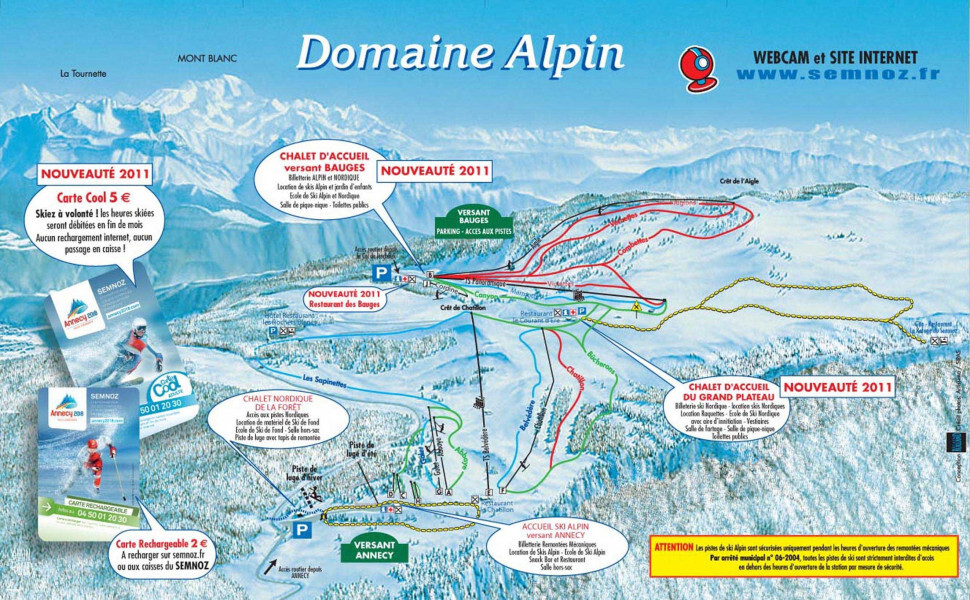 Domaine Alpin
MONT BLANC
La Tournette
WEBCAM et SITE INTERNET
www.semnoz.fr
NOUVEAUTÉ 2011
Carte Cool 5 €
Skiez à volonté ! les heures skiées
seront débitées en fin de mois
Aucun rechargement internet, aucun
passage en caisse !
CHALET D'ACCUEIL
versant BAUGES
Billetterie ALPIN et NORDIQUE
Location de skis Alpin et jardin d'enfants
Ecole de Ski Alpin et Nordique
Salle de pique-nique - Toilettes publics
NOUVEAUTÉ 2011
VERSANT
BAUGES
PARKING - ACCES AUX PISTES
Crêt de l'Aigle
Accès routier depuis
P
NOUVEAUTÉ 2011
Restaurant des Bauges
Crêt de Chatillon
Canyon
Combettes
Restaurant
P
P
Les Sapinettes
SEMNOZ
Annecy 2018
Cool
50 01 20 30
Annecy 2018
SEMNOZ
CARTE RECHARGEABLE
04 50 01 20 30
Carte Rechargeable 2 €
A recharger sur semnoz.fr
ou aux caisses du SEMNOZ
CHALET NORDIQUE
DE LA FORÊT
Accès aux pistes Nordiques
Location de matériel de Ski de Fond
Ecole de Ski de Fond - Salle hors-sac
Piste de luge avec tapis de remontée
Piste de
luge d'été
Piste de
luge d'hiver
P
TS Belvédère
Belvédère
Chatillon
Bûcherons
CHALET D'ACCUEIL
DU GRAND PLATEAU
Billetterie ski Nordique - location skis Nordiques
Location Raquettes - Ecole de Ski Nordique
avec aire d'initiation - Vestiaires
Salle de fartage - Salle de pique-nique
Toilettes publics
NOUVEAUTÉ 2011
Restaurant
VERSANT
ANNECY
Accès routier depuis
ANNECY
ACCUEIL SKI ALPIN
versant ANNECY
Billetterie Remontées Mécaniques
Location de Skis Alpin - Ecole de Ski Alpin
Snack Bar et Restaurant
Salle hors-sac
ATTENTION Les pistes de ski Alpin sont sécurisées uniquement pendant les heures d'ouverture des remontées mécaniques
Par arrêté municipal n° 06-2004, toutes les pistes de ski sont strictement interdites d'accès
en dehors des heures d'ouverture de la station par mesure de sécurité.